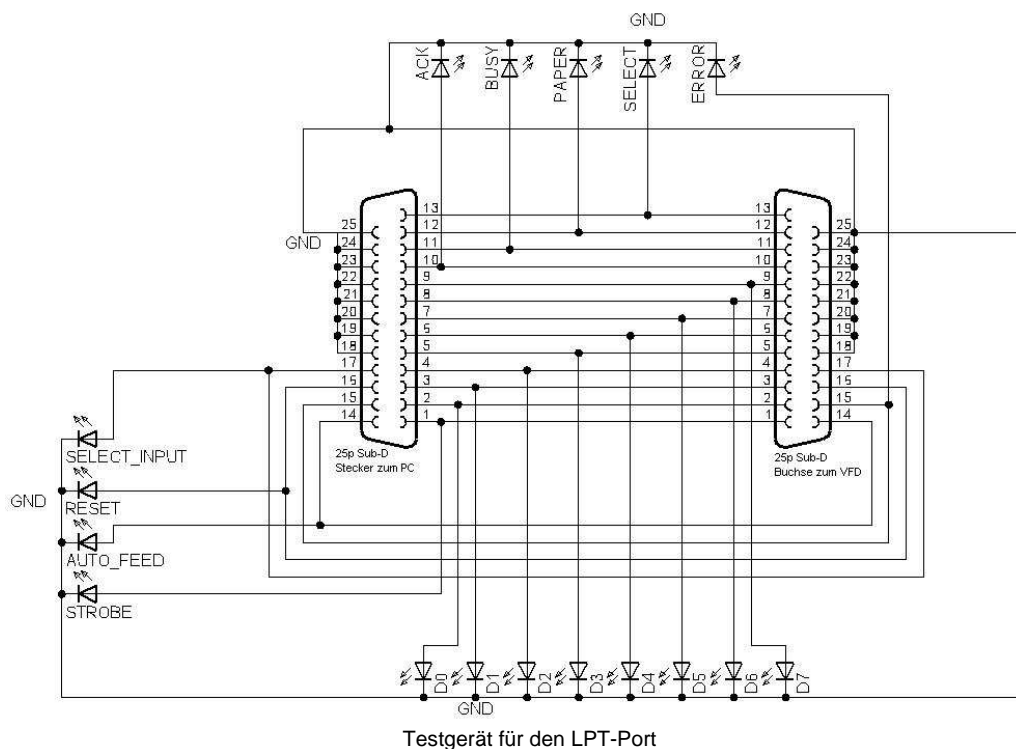 GND
ACK
BUSY
PAPER
SELECT
ERROR
13 13
25 12 12 25
GND
24 11 11 24
23 10 10 23
22 9 9 22
21 8 8 21
20 7 7 20
19 6 6 19
18 5 5 18
17 4 4 17
16 3 3 16
15 2 2 15
14 1 1 14
25p Sub-D
Stecker zum PC
25p Sub-D
Buchse zum VFD
SELECT_INPUT
GND
RESET
AUTO_FEED
STROBE
D0 D1 D2 D3 D4 D5 D6 D7
GND
Testgerät für den LPT-Port